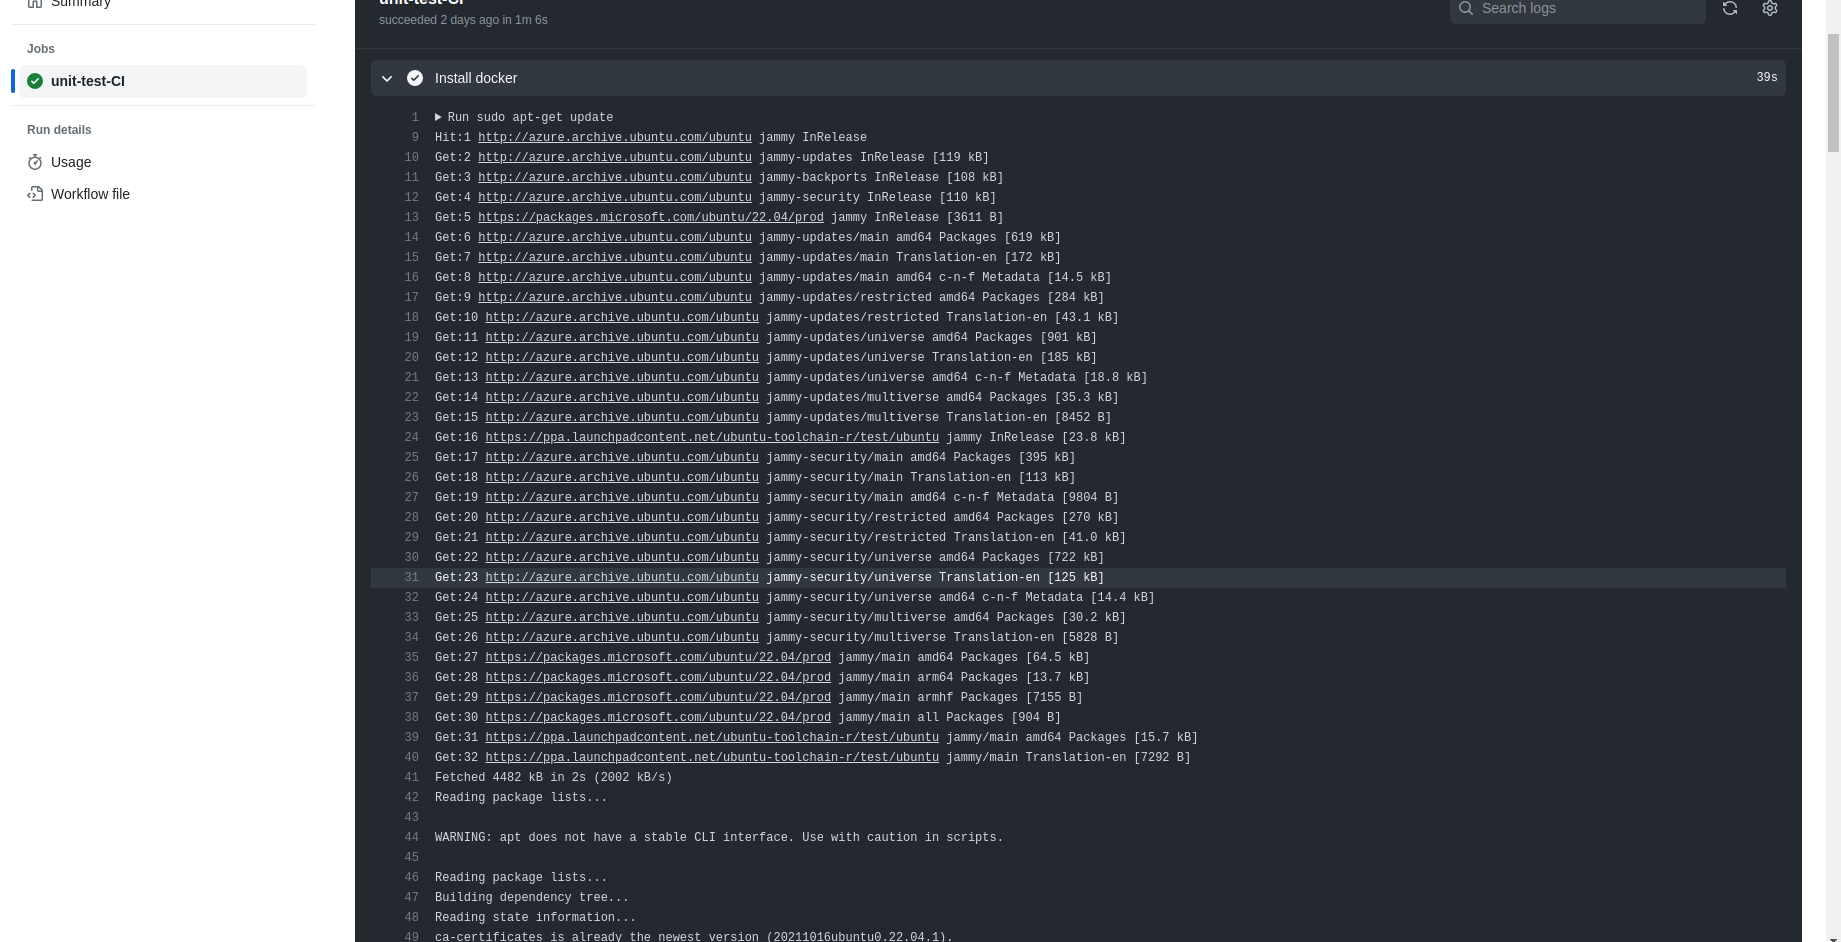 Summary
Jobs
unit-test-CI
Run details
Usage
Workflow file
unit-test-CI
succeeded 2 days ago in 1m 6s
Search logs
Install docker 39s
1 Run sudo apt-get update
9 Hit:1 http://azure.archive.ubuntu.com/ubuntu jammy InRelease
10 Get:2 http://azure.archive.ubuntu.com/ubuntu jammy-updates InRelease [119 kB]
11 Get:3 http://azure.archive.ubuntu.com/ubuntu jammy-backports InRelease [108 kB]
12 Get:4 http://azure.archive.ubuntu.com/ubuntu jammy-security InRelease [110 kB]
13 Get:5 https://packages.microsoft.com/ubuntu/22.04/prod jammy InRelease [3611 B]
14 Get:6 http://azure.archive.ubuntu.com/ubuntu jammy-updates/main amd64 Packages [619 kB]
15 Get:7 http://azure.archive.ubuntu.com/ubuntu jammy-updates/main Translation-en [172 kB]
16 Get:8 http://azure.archive.ubuntu.com/ubuntu jammy-updates/main amd64 c-n-f Metadata [14.5 kB]
17 Get:9 http://azure.archive.ubuntu.com/ubuntu jammy-updates/restricted amd64 Packages [284 kB]
18 Get:10 http://azure.archive.ubuntu.com/ubuntu jammy-updates/restricted Translation-en [43.1 kB]
19 Get:11 http://azure.archive.ubuntu.com/ubuntu jammy-updates/universe amd64 Packages [901 kB]
20 Get:12 http://azure.archive.ubuntu.com/ubuntu jammy-updates/universe Translation-en [185 kB]
21 Get:13 http://azure.archive.ubuntu.com/ubuntu jammy-updates/universe amd64 c-n-f Metadata [18.8 kB]
22 Get:14 http://azure.archive.ubuntu.com/ubuntu jammy-updates/multiverse amd64 Packages [35.3 kB]
23 Get:15 http://azure.archive.ubuntu.com/ubuntu jammy-updates/multiverse Translation-en [8452 B]
24 Get:16 https://ppa.launchpadcontent.net/ubuntu-toolchain-r/test/ubuntu jammy InRelease [23.8 kB]
25 Get:17 http://azure.archive.ubuntu.com/ubuntu jammy-security/main amd64 Packages [395 kB]
26 Get:18 http://azure.archive.ubuntu.com/ubuntu jammy-security/main Translation-en [113 kB]
27 Get:19 http://azure.archive.ubuntu.com/ubuntu jammy-security/main amd64 c-n-f Metadata [9804 B]
28 Get:20 http://azure.archive.ubuntu.com/ubuntu jammy-security/restricted amd64 Packages [270 kB]
29 Get:21 http://azure.archive.ubuntu.com/ubuntu jammy-security/restricted Translation-en [41.0 kB]
30 Get:22 http://azure.archive.ubuntu.com/ubuntu jammy-security/universe amd64 Packages [722 kB]
31 Get:23 http://azure.archive.ubuntu.com/ubuntu jammy-security/universe Translation-en [125 kB]
32 Get:24 http://azure.archive.ubuntu.com/ubuntu jammy-security/universe amd64 c-n-f Metadata [14.4 kB]
33 Get:25 http://azure.archive.ubuntu.com/ubuntu jammy-security/multiverse amd64 Packages [30.2 kB]
34 Get:26 http://azure.archive.ubuntu.com/ubuntu jammy-security/multiverse Translation-en [5828 B]
35 Get:27 https://packages.microsoft.com/ubuntu/22.04/prod jammy/main amd64 Packages [64.5 kB]
36 Get:28 https://packages.microsoft.com/ubuntu/22.04/prod jammy/main arm64 Packages [13.7 kB]
37 Get:29 https://packages.microsoft.com/ubuntu/22.04/prod jammy/main armhf Packages [7155 B]
38 Get:30 https://packages.microsoft.com/ubuntu/22.04/prod jammy/main all Packages [904 B]
39 Get:31 https://ppa.launchpadcontent.net/ubuntu-toolchain-r/test/ubuntu jammy/main amd64 Packages [15.7 kB]
40 Get:32 https://ppa.launchpadcontent.net/ubuntu-toolchain-r/test/ubuntu jammy/main Translation-en [7292 B]
41 Fetched 4482 kB in 2s (2002 kB/s)
42 Reading package lists...
43
44 WARNING: apt does not have a stable CLI interface. Use with caution in scripts.
45
46 Reading package lists...
47 Building dependency tree...
48 Reading state information...
49 ca-certificates is already the newest version (20211016ubuntu0.22.04.1).